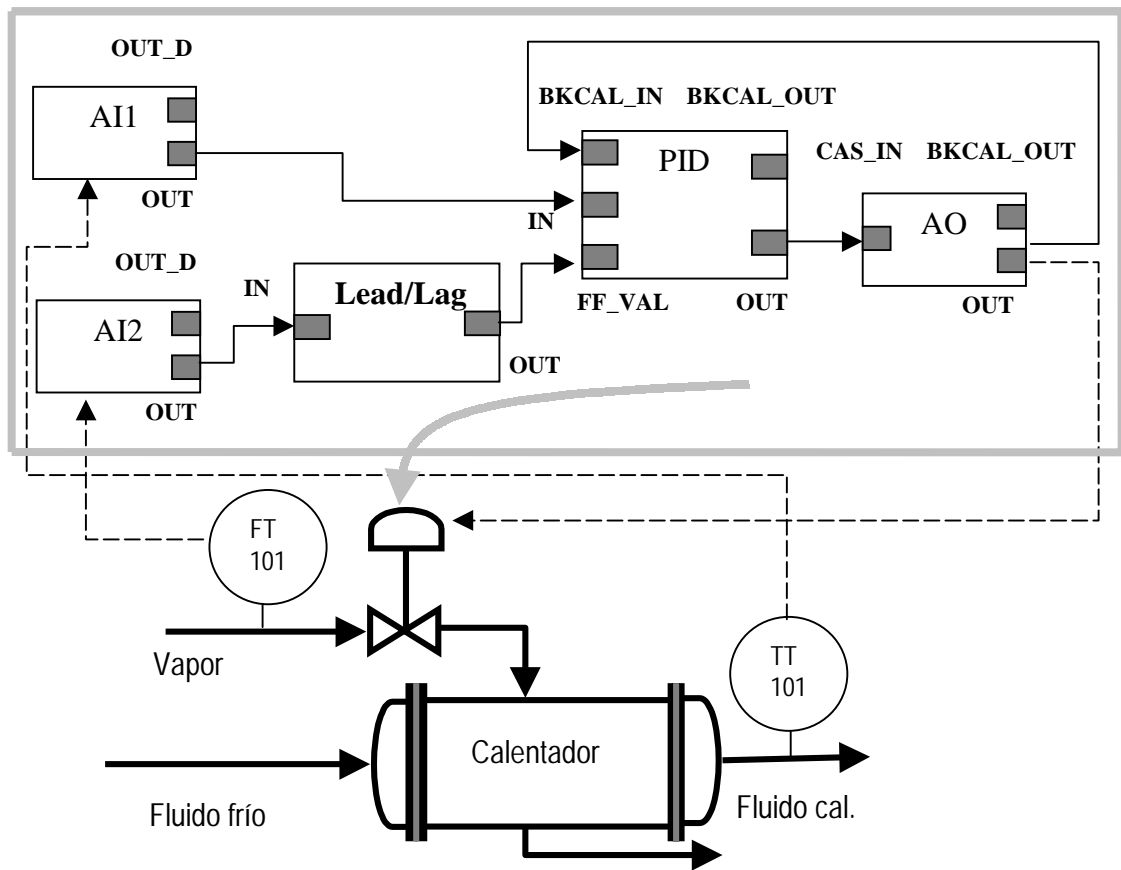 OUT_D
AI1
OUT
BKCAL_IN BKCAL_OUT
PID
IN
FF_VAL OUT
CAS_IN BKCAL_OUT
AO
OUT
OUT_D
AI2
OUT
IN
Lead/Lag
OUT
FT
101
Vapor
TT
101
Calentador
Fluido frío
Fluido cal.